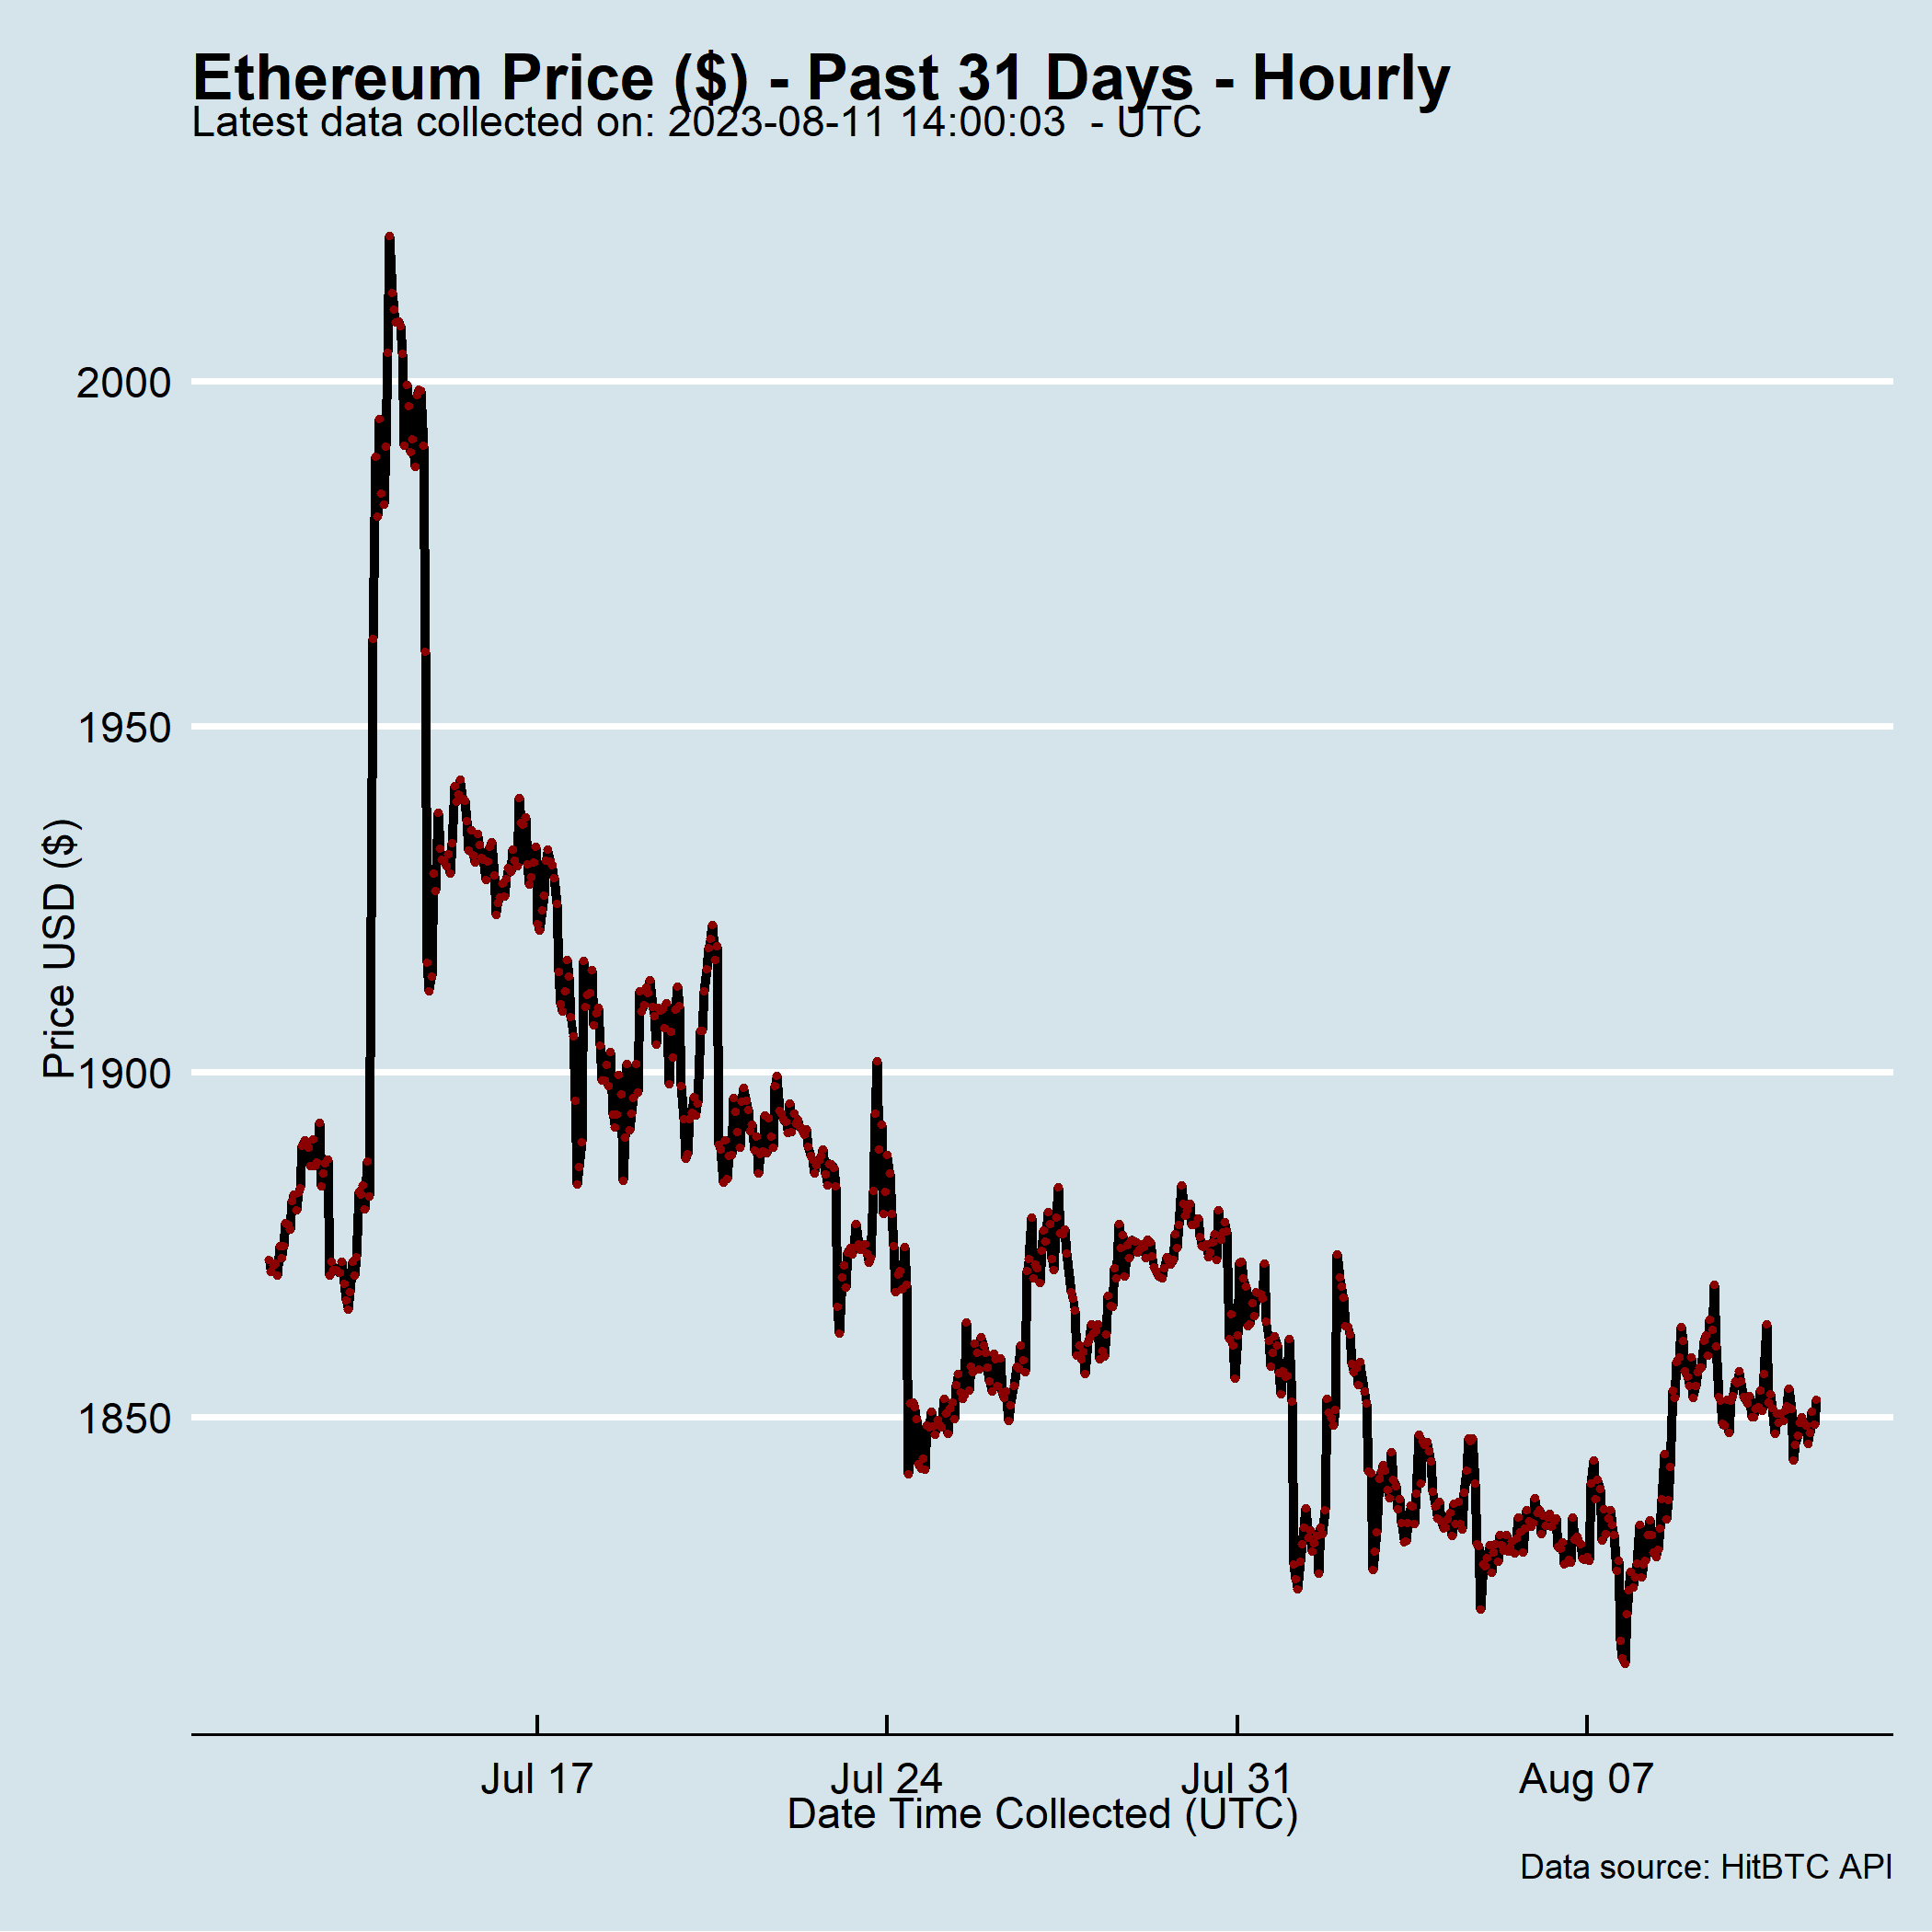 Ethereum Price ($) - Past 31 Days - Hourly
Latest data collected on: 2023-08-11 14:00:03  - UTC
2000
1950
1900
1850
Price USD ($)
Jul 17
Jul 24
Jul 31
Aug 07
Date Time Collected (UTC)
Data source: HitBTC API